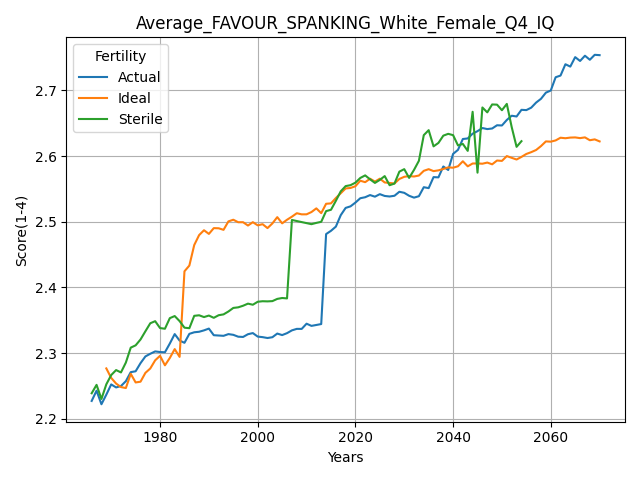 Average_FAVOUR_SPANKING_White_Female_Q4_IQ
Fertility
Actual
Ideal
Sterile
Score(1-4)
2.7
2.6
2.5
2.4
2.3
2.2
1980
2000
2020
2040
2060
Years